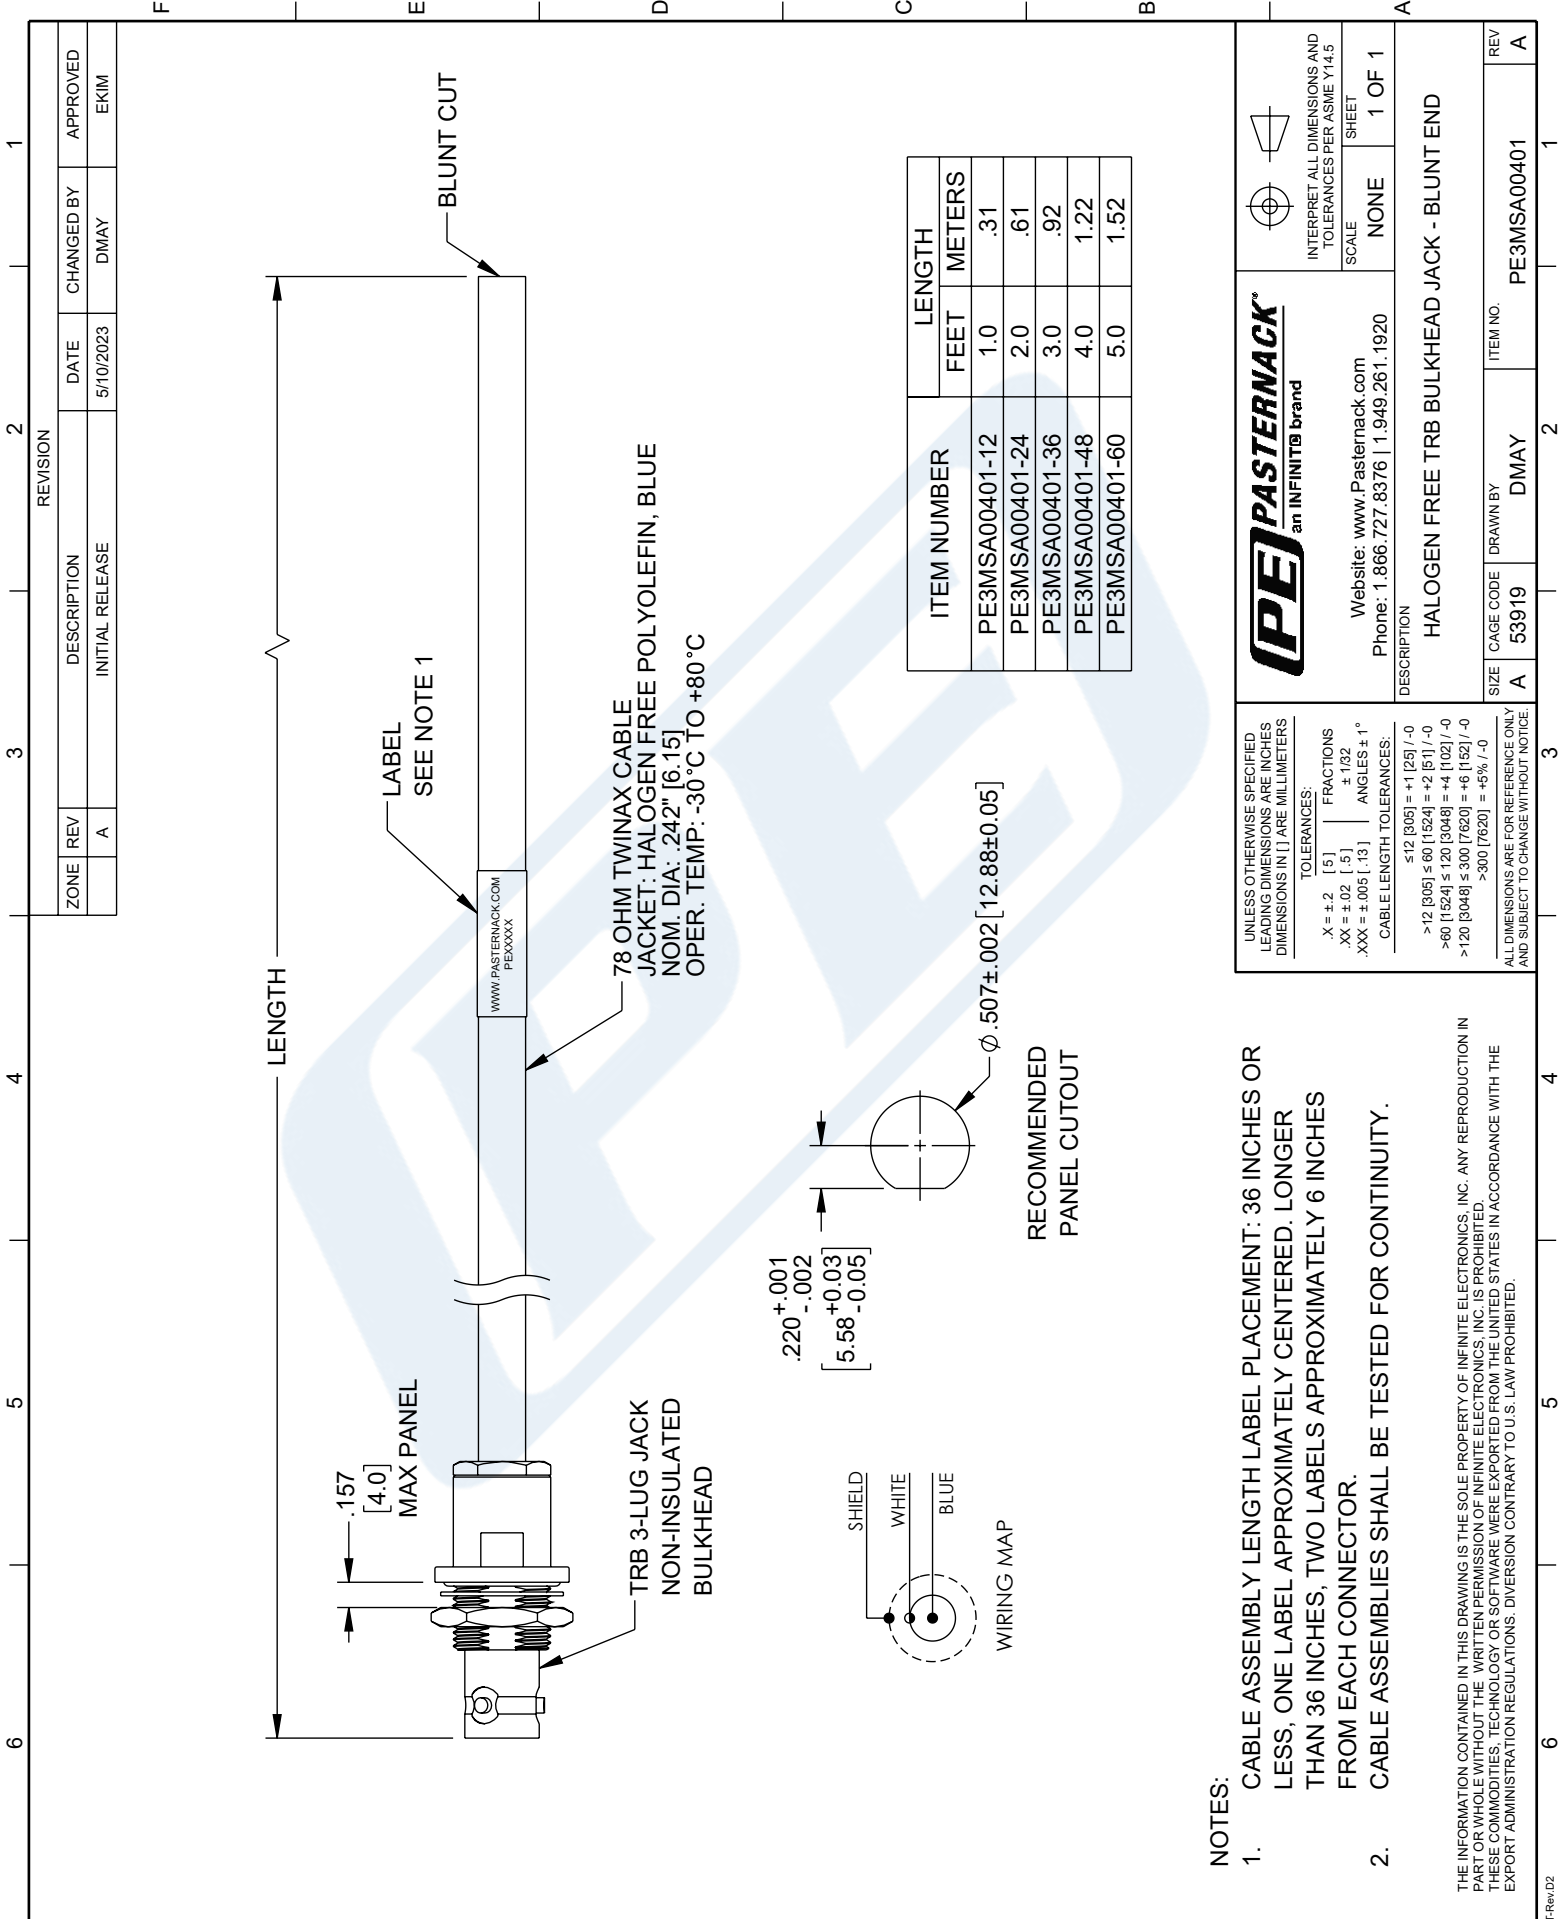 6
5
4
3
2
1
F
E
D
C
B
A
REVISION
ZONE REV DESCRIPTION DATE CHANGED BY APPROVED
A INITIAL RELEASE 5/10/2023 DMAY EKIM
LENGTH
.157
[4.0]
MAX PANEL
LABEL
SEE NOTE 1
BLUNT CUT
WWW.PASTERNACK.COM
PEXXXXX
TRB 3-LUG JACK
NON-INSULATED
BULKHEAD
78 OHM TWINAX CABLE
JACKET: HALOGEN FREE POLYOLEFIN, BLUE
NOM. DIA: .242" [6.15]
OPER. TEMP: -30°C TO +80°C
SHIELD
WHITE
BLUE
WIRING MAP
.220 +.001 -.002
[5.58 +0.03 -0.05]
Ø .507±.002 [12.88±0.05]
RECOMMENDED
PANEL CUTOUT
ITEM NUMBER LENGTH
FEET METERS
PE3MSA00401-12 1.0 .31
PE3MSA00401-24 2.0 .61
PE3MSA00401-36 3.0 .92
PE3MSA00401-48 4.0 1.22
PE3MSA00401-60 5.0 1.52
NOTES:
1. CABLE ASSEMBLY LENGTH LABEL PLACEMENT: 36 INCHES OR
LESS, ONE LABEL APPROXIMATELY CENTERED. LONGER
THAN 36 INCHES, TWO LABELS APPROXIMATELY 6 INCHES
FROM EACH CONNECTOR.
2. CABLE ASSEMBLIES SHALL BE TESTED FOR CONTINUITY.
THE INFORMATION CONTAINED IN THIS DRAWING IS THE SOLE PROPERTY OF INFINITE ELECTRONICS, INC. ANY REPRODUCTION IN
PART OR WHOLE WITHOUT THE WRITTEN PERMISSION OF INFINITE ELECTRONICS, INC. IS PROHIBITED.
THESE COMMODITIES, TECHNOLOGY OR SOFTWARE WERE EXPORTED FROM THE UNITED STATES IN ACCORDANCE WITH THE
EXPORT ADMINISTRATION REGULATIONS. DIVERSION CONTRARY TO U.S. LAW PROHIBITED.
UNLESS OTHERWISE SPECIFIED
LEADING DIMENSIONS ARE INCHES
DIMENSIONS IN [ ] ARE MILLIMETERS
TOLERANCES:
.X = ±.2 [5] FRACTIONS
.XX = ±.02 [.5] ± 1/32
.XXX = ±.005 [.13] ANGLES ± 1°
CABLE LENGTH TOLERANCES:
≤12 [305] = +1 [25] / -0
>12 [305] ≤ 60 [1524] = +2 [51] / -0
>60 [1524] ≤ 120 [3048] = +4 [102] / -0
>120 [3048] ≤ 300 [7620] = +6 [152] / -0
>300 [7620] = +5% / -0
ALL DIMENSIONS ARE FOR REFERENCE ONLY
AND SUBJECT TO CHANGE WITHOUT NOTICE.
PE PASTERNACK®
an INFINITE brand
Website: www.Pasternack.com
Phone: 1.866.727.8376 | 1.949.261.1920
INTERPRET ALL DIMENSIONS AND
TOLERANCES PER ASME Y14.5
SCALE
NONE
SHEET
1 OF 1
DESCRIPTION
HALOGEN FREE TRB BULKHEAD JACK - BLUNT END
SIZE
A
CAGE CODE
53919
DRAWN BY
DMAY
ITEM NO.
PE3MSA00401
REV
A
6
5
4
3
2
1
PE